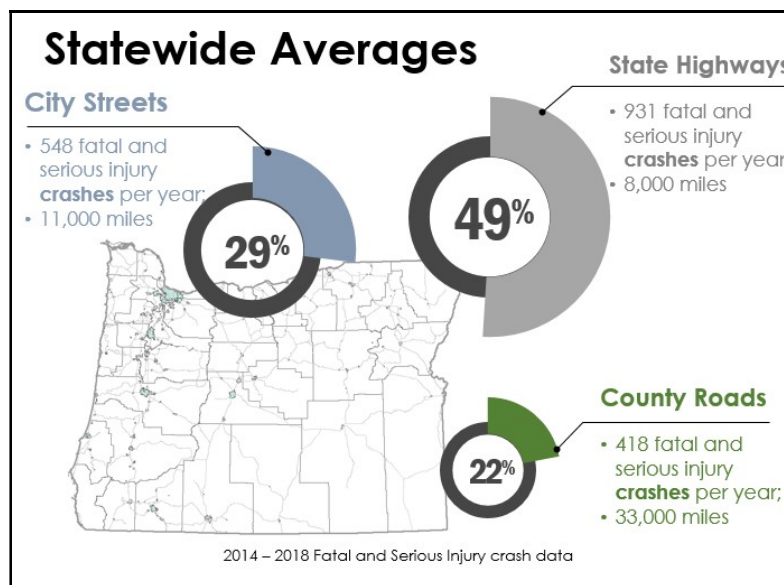 Statewide Averages
City Streets
• 548 fatal and
serious injury
crashes per year;
• 11,000 miles
29%
State Highways
• 931 fatal and
serious injury
crashes per year
• 8,000 miles
49%
County Roads
• 418 fatal and
serious injury
crashes per year;
• 33,000 miles
22%
2014 – 2018 Fatal and Serious Injury crash data